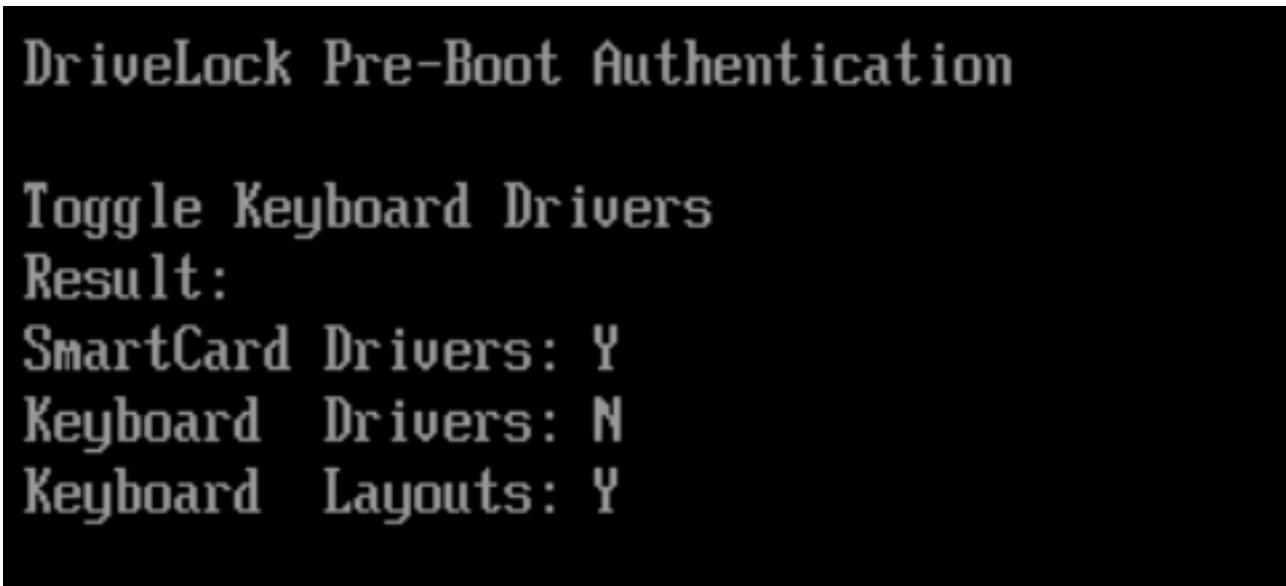 DriveLock Pre-Boot Authentication
Toggle Keyboard Drivers
Result:
SmartCard Drivers: Y
Keyboard  Drivers: N
Keyboard  Layouts: Y